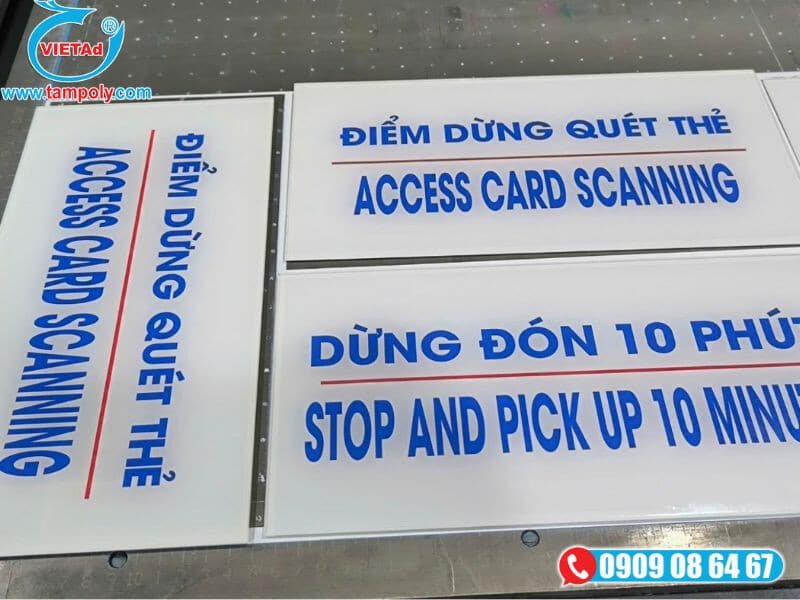 VIETAd
www.tampoly.com
ĐIỂM DỪNG QUÉT THẺ
ACCESS CARD SCANNING
ĐIỂM DỪNG QUÉT THẺ
ACCESS CARD SCANNING
DỪNG ĐÓN 10 PHÚT
STOP AND PICK UP 10 MINU
0909 08 64 67